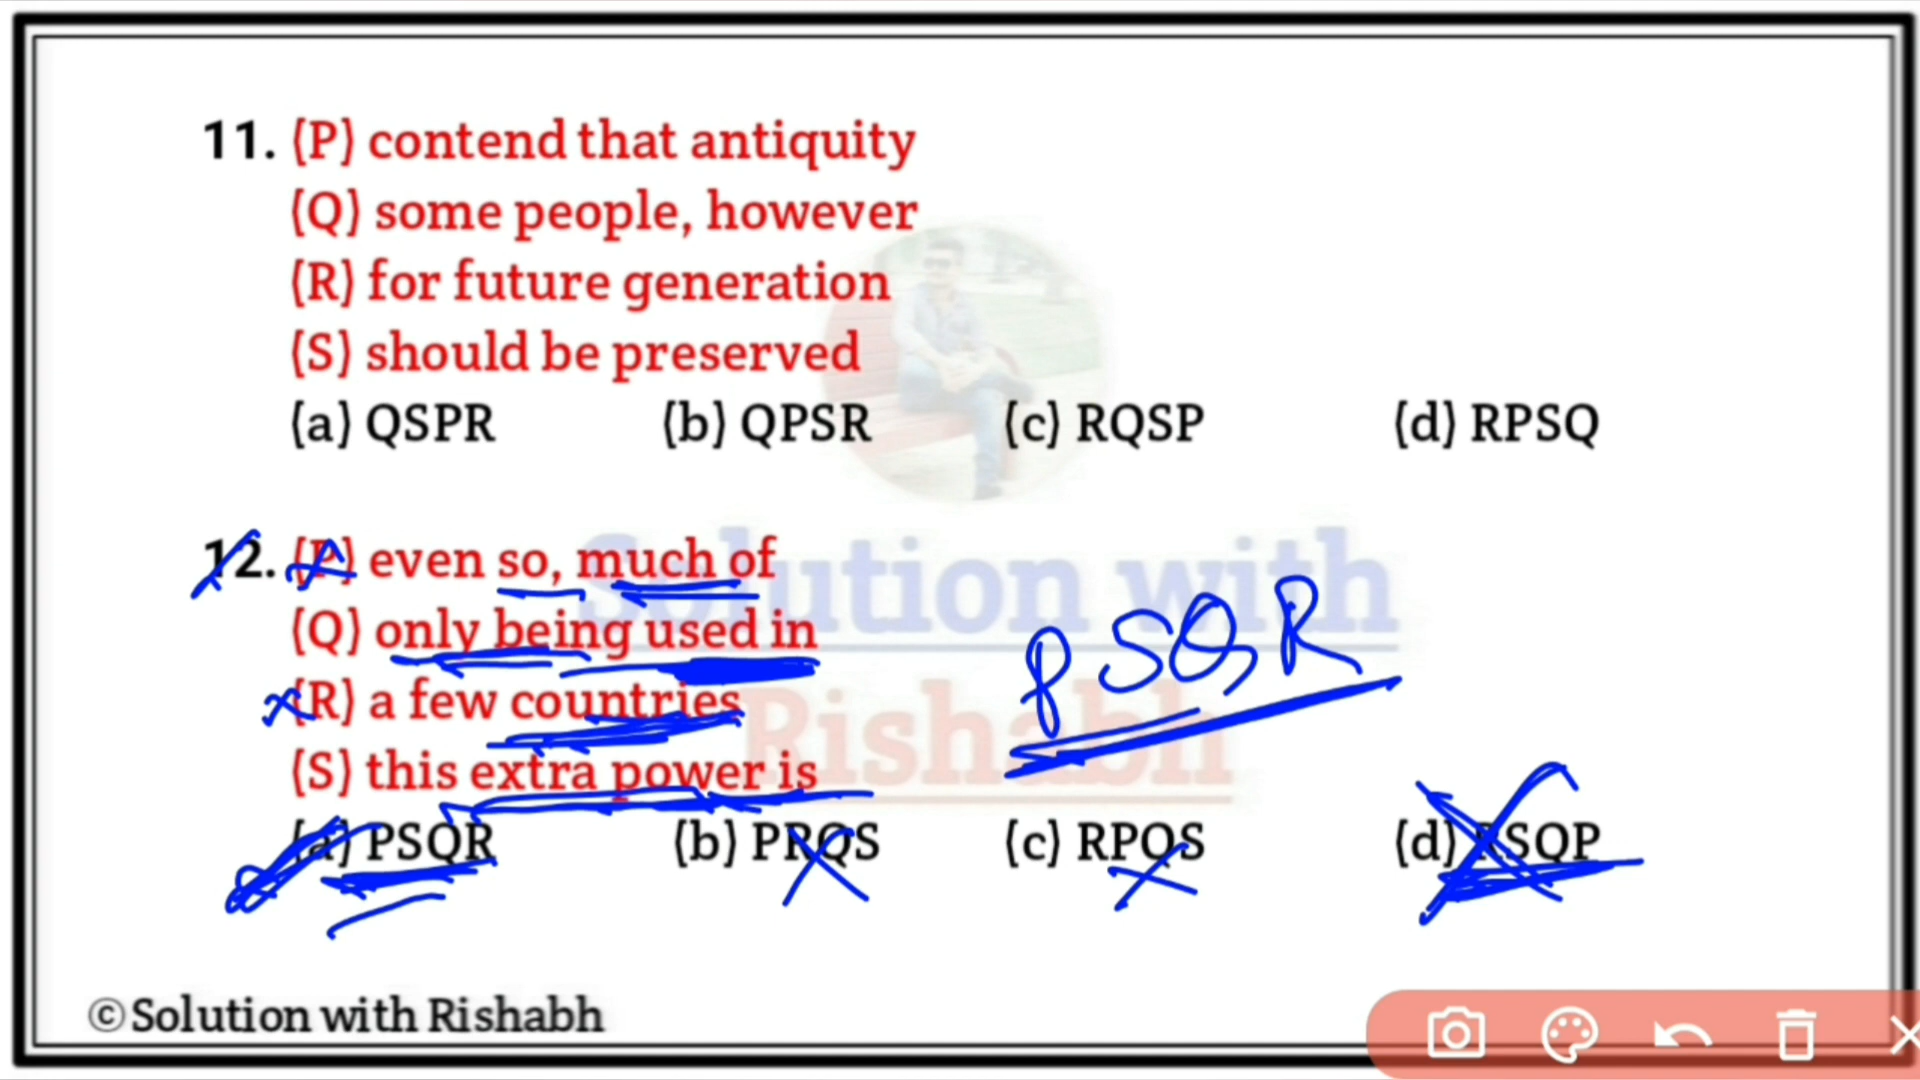 11. (P) contend that antiquity
(Q) some people, however
(R) for future generation
(S) should be preserved
(a) QSPR (b) QPSR (c) RQSP (d) RPSQ
12. (P) even so, much of
(Q) only being used in
(R) a few countries
(S) this extra power is
(a) PSQR (b) PRQS (c) RPQS (d) RSQP
PSQR
Solution with
Rishabh
© Solution with Rishabh